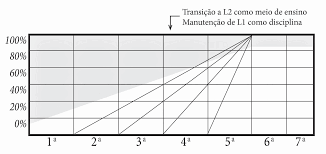 Transição a L2 como meio de ensino
Manutenção de L1 como disciplina
100%
80%
60%
40%
20%
0%
1ª 2ª 3ª 4ª 5ª 6ª 7ª